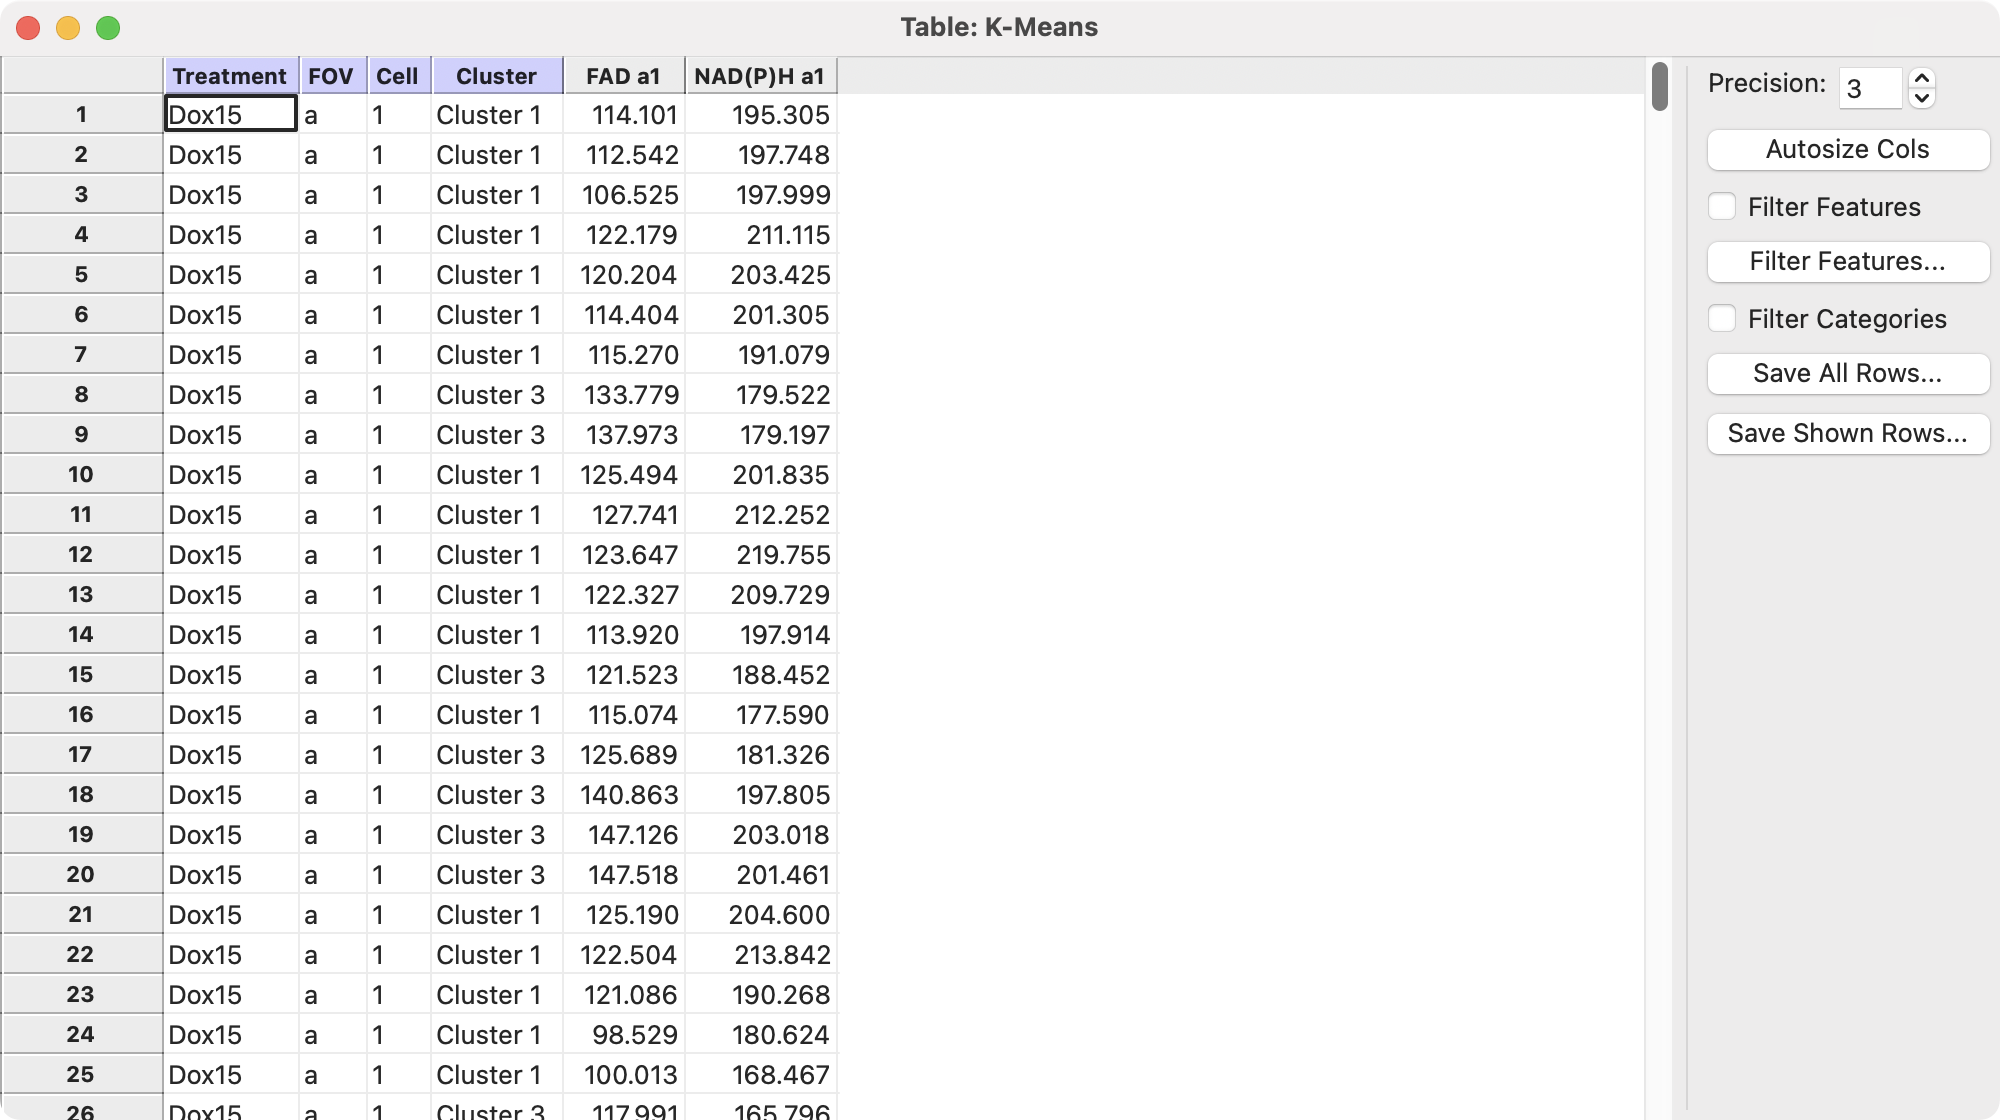 Table: K-Means
Treatment FOV Cell Cluster FAD a1 NAD(P)H a1
1 Dox15 a 1 Cluster 1 114.101 195.305
2 Dox15 a 1 Cluster 1 112.542 197.748
3 Dox15 a 1 Cluster 1 106.525 197.999
4 Dox15 a 1 Cluster 1 122.179 211.115
5 Dox15 a 1 Cluster 1 120.204 203.425
6 Dox15 a 1 Cluster 1 114.404 201.305
7 Dox15 a 1 Cluster 1 115.270 191.079
8 Dox15 a 1 Cluster 3 133.779 179.522
9 Dox15 a 1 Cluster 3 137.973 179.197
10 Dox15 a 1 Cluster 1 125.494 201.835
11 Dox15 a 1 Cluster 1 127.741 212.252
12 Dox15 a 1 Cluster 1 123.647 219.755
13 Dox15 a 1 Cluster 1 122.327 209.729
14 Dox15 a 1 Cluster 1 113.920 197.914
15 Dox15 a 1 Cluster 3 121.523 188.452
16 Dox15 a 1 Cluster 1 115.074 177.590
17 Dox15 a 1 Cluster 3 125.689 181.326
18 Dox15 a 1 Cluster 3 140.863 197.805
19 Dox15 a 1 Cluster 3 147.126 203.018
20 Dox15 a 1 Cluster 3 147.518 201.461
21 Dox15 a 1 Cluster 1 125.190 204.600
22 Dox15 a 1 Cluster 1 122.504 213.842
23 Dox15 a 1 Cluster 1 121.086 190.268
24 Dox15 a 1 Cluster 1 98.529 180.624
25 Dox15 a 1 Cluster 1 100.013 168.467
26 Dox15 a 1 Cluster 3 117.991 165.796
Precision: 3
Autosize Cols
Filter Features
Filter Features...
Filter Categories
Save All Rows...
Save Shown Rows...